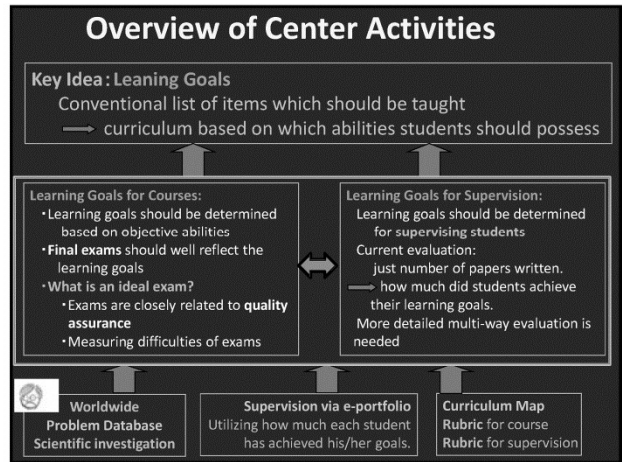 Overview of Center Activities
Key Idea : Leaning Goals
Conventional list of items which should be taught
curriculum based on which abilities students should possess
Learning Goals for Courses:
・Learning goals should be determined
based on objective abilities
・Final exams should well reflect the
learning goals
・What is an ideal exam?
・Exams are closely related to quality
assurance
・Measuring difficulties of exams
Learning Goals for Supervision:
Learning goals should be determined
for supervising students
Current evaluation:
just number of papers written.
how much did students achieve
their learning goals.
More detailed multi-way evaluation is
needed
Worldwide
Problem Database
Scientific investigation
Supervision via e-portfolio
Utilizing how much each student
has achieved his/her goals.
Curriculum Map
Rubric for course
Rubric for supervision